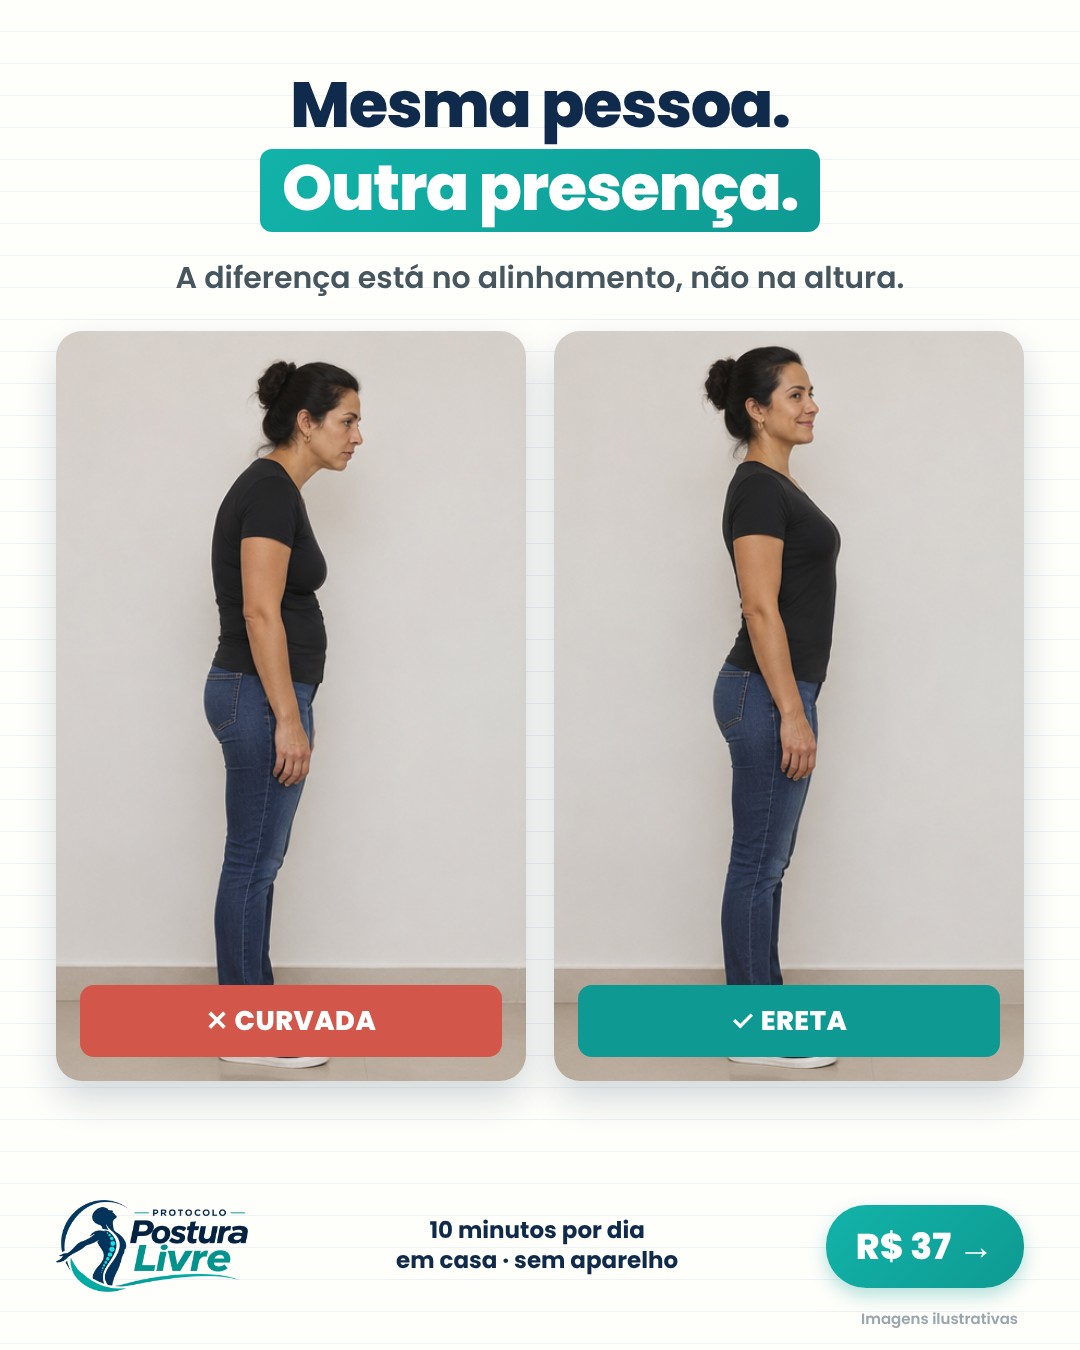 Mesma pessoa.
Outra presença.
A diferença está no alinhamento, não na altura.
✕ CURVADA
✓ ERETA
PROTOCOLO
Postura
Livre
10 minutos por dia
em casa · sem aparelho
R$ 37 →
Imagens ilustrativas